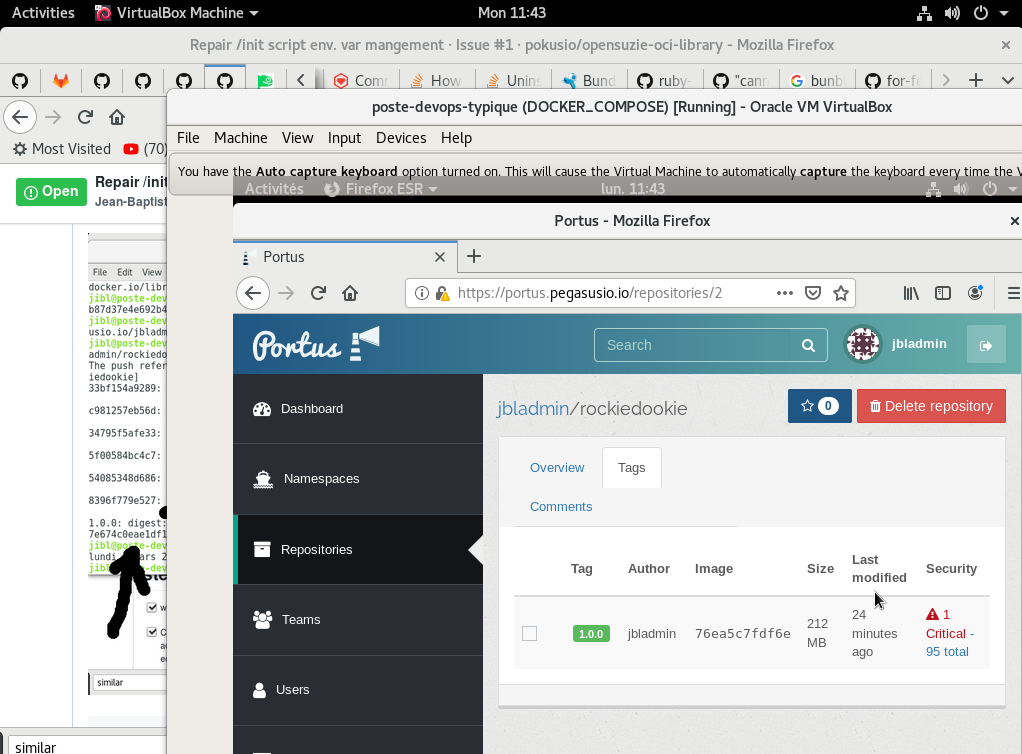 Activities VirtualBox Machine Mon 11:43
Repair /init script env. var mangement · Issue #1 · pokusio/opensuzie-oci-library - Mozilla Firefox
Com How Unins Bund ruby- "cann bunb for-fe
poste-devops-typique (DOCKER_COMPOSE) [Running] - Oracle VM VirtualBox
File Machine View Input Devices Help
Most Visited (70)
You have the Auto capture keyboard option turned on. This will cause the Virtual Machine to automatically capture the keyboard every time the V
Open
Repair /init
Jean-Baptist
Activités Firefox ESR lun. 11:43
Portus - Mozilla Firefox
Portus
https://portus.pegasusio.io/repositories/2
File Edit View
docker.io/libr
jibl@poste-dev
b87d37e4e692b4
jibl@poste-dev
usio.io/jbladm
jibl@poste-dev
admin/rockiedo
The push refer
iedookie]
33bf154a9289:
c981257eb56d:
34795f5afe33:
5f00584bc4c7:
54085348d686:
8396f779e527:
1.0.0: digest:
7e674c0eae1df1
jibl@poste-dev
lundi
ars 2
jibl
similar
similar
Portus
Search
jbladmin
Dashboard
Namespaces
Repositories
Teams
Users
jbladmin/rockiedookie
0
Delete repository
Overview Tags
Comments
Tag Author Image Size Last modified Security
1.0.0 jbladmin 76ea5c7fdf6e 212 MB 24 minutes ago 1 Critical - 95 total